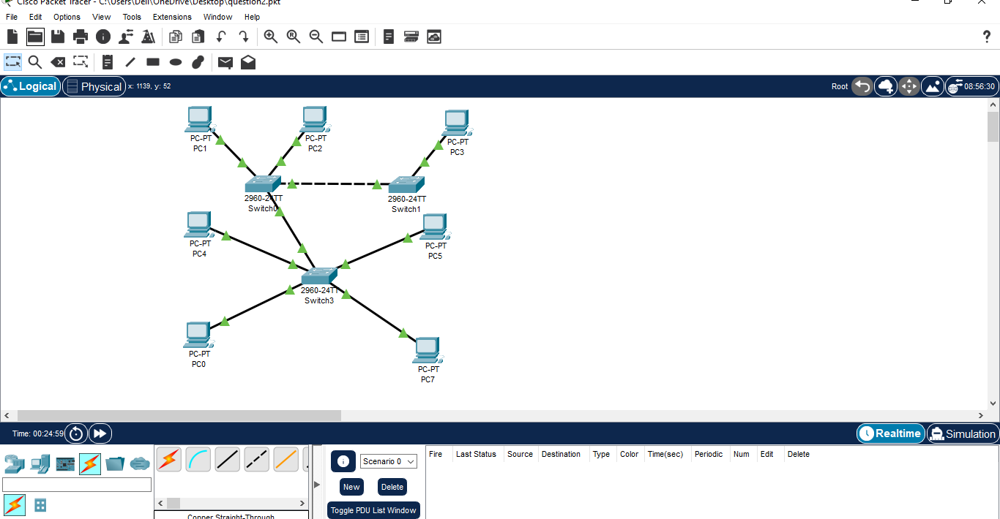 Cisco Packet Tracer - C:\Users\Dell\OneDrive\Desktop\question2.pkt
File Edit Options View Tools Extensions Window Help
R
i
?
Logical Physical x: 1139, y: 52 Root 08:56:30
PC-PT
PC1
PC-PT
PC2
PC-PT
PC3
2960-24TT
Switch0
2960-24TT
Switch1
PC-PT
PC4
PC-PT
PC5
2960-24TT
Switch3
PC-PT
PC0
PC-PT
PC7
Time: 00:24:59 Realtime Simulation
Scenario 0
New Delete
Toggle PDU List Window
Fire Last Status Source Destination Type Color Time(sec) Periodic Num Edit Delete
Copper Straight-Through